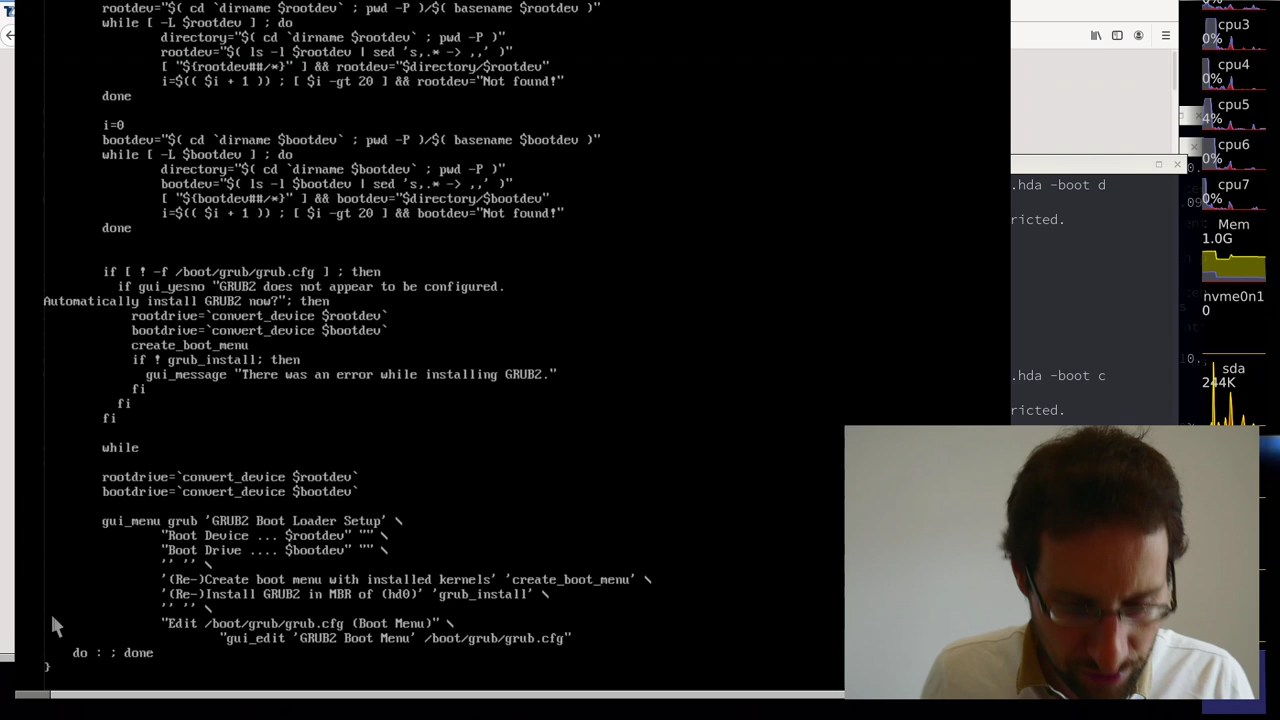 rootdev="$( cd `dirname $rootdev` ; pwd -P )/$( basename $rootdev )"
while [ -L $rootdev ] ; do
directory="$( cd `dirname $rootdev` ; pwd -P )"
rootdev="$( ls -l $rootdev | sed 's,.* -> ,,' )"
[ "${rootdev##/*}" ] && rootdev="$directory/$rootdev"
i=$(( $i + 1 )) ; [ $i -gt 20 ] && rootdev="Not found!"
done
i=0
bootdev="$( cd `dirname $bootdev` ; pwd -P )/$( basename $bootdev )"
while [ -L $bootdev ] ; do
directory="$( cd `dirname $bootdev` ; pwd -P )"
bootdev="$( ls -l $bootdev | sed 's,.* -> ,,' )"
[ "${bootdev##/*}" ] && bootdev="$directory/$bootdev"
i=$(( $i + 1 )) ; [ $i -gt 20 ] && bootdev="Not found!"
done
if [ ! -f /boot/grub/grub.cfg ] ; then
if gui_yesno "GRUB2 does not appear to be configured.
Automatically install GRUB2 now?"; then
rootdrive=`convert_device $rootdev`
bootdrive=`convert_device $bootdev`
create_boot_menu
if ! grub_install; then
gui_message "There was an error while installing GRUB2."
fi
fi
fi
while
rootdrive=`convert_device $rootdev`
bootdrive=`convert_device $bootdev`
gui_menu grub 'GRUB2 Boot Loader Setup' \
"Root Device ... $rootdev" "" \
"Boot Drive .... $bootdev" "" \
'' '' \
'(Re-)Create boot menu with installed kernels' 'create_boot_menu' \
'(Re-)Install GRUB2 in MBR of (hd0)' 'grub_install' \
'' '' \
"Edit /boot/grub/grub.cfg (Boot Menu)" \
"gui_edit 'GRUB2 Boot Menu' /boot/grub/grub.cfg"
do : ; done
}
.hda -boot d
ricted.
.hda -boot c
ricted.
cpu3
0%
cpu4
0%
cpu5
4%
cpu6
0%
cpu7
0%
Mem
1.0G
nvme0n1
0
sda
244K